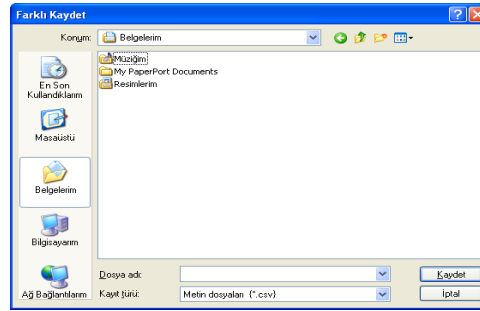 Farklı Kaydet
Konum: Belgelerim
Müziğim
My PaperPort Documents
Resimlerim
En Son
Kullandıklarım
Masaüstü
Belgelerim
Bilgisayarım
Ağ Bağlantılarım
Dosya adı:
Kaydet
Kayıt türü: Metin dosyaları (*.csv)
İptal